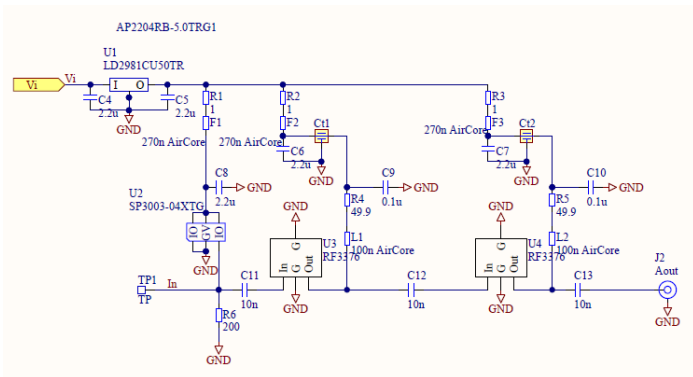 AP2204RB-5.0TRG1
U1
LD2981CU50TR
Vi
Vi
I
O
C4
2.2u
C5
2.2u
GND
R1
1
F1
270n AirCore
R2
1
F2
270n AirCore
Ct1
R3
1
F3
270n AirCore
Ct2
C6
2.2u
GND
C7
2.2u
GND
C8
2.2u
GND
C9
0.1u
GND
C10
0.1u
GND
U2
SP3003-04XTG
IO
GV
IO
GND
R4
49.9
R5
49.9
GND
GND
L1
100n AirCore
L2
100n AirCore
U3
RF3376
In
G
G
Out
GND
U4
RF3376
In
G
G
Out
GND
TP1
TP
In
C11
10n
C12
10n
C13
10n
J2
Aout
GND
R6
200
GND